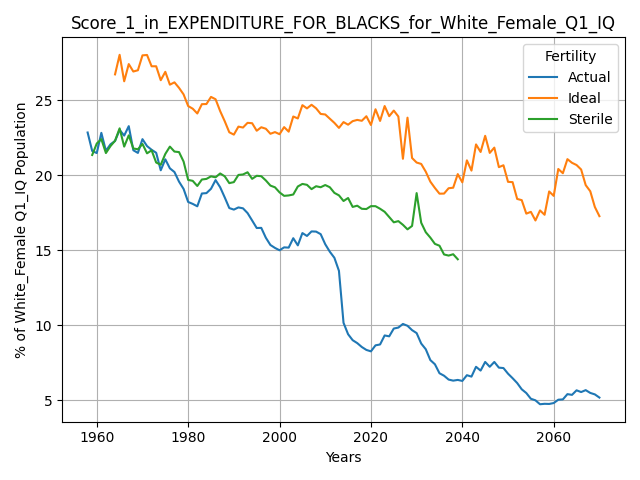 Score_1_in_EXPENDITURE_FOR_BLACKS_for_White_Female_Q1_IQ
Fertility
Actual
Ideal
Sterile
% of White_Female Q1_IQ Population
25
20
15
10
5
1960 1980 2000 2020 2040 2060
Years